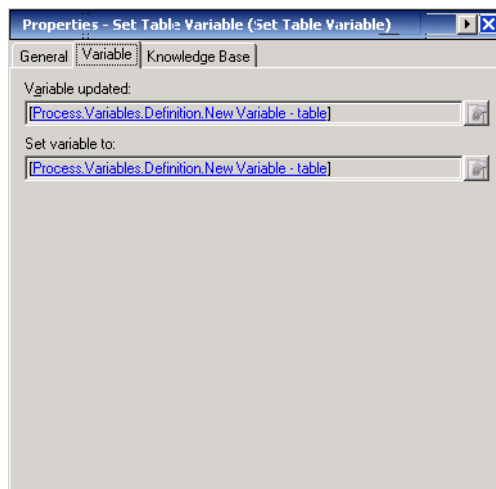 Properties - Set Table Variable (Set Table Variable)
General Variable Knowledge Base
Variable updated:
[Process.Variables.Definition.New Variable - table]
Set variable to:
[Process.Variables.Definition.New Variable - table]